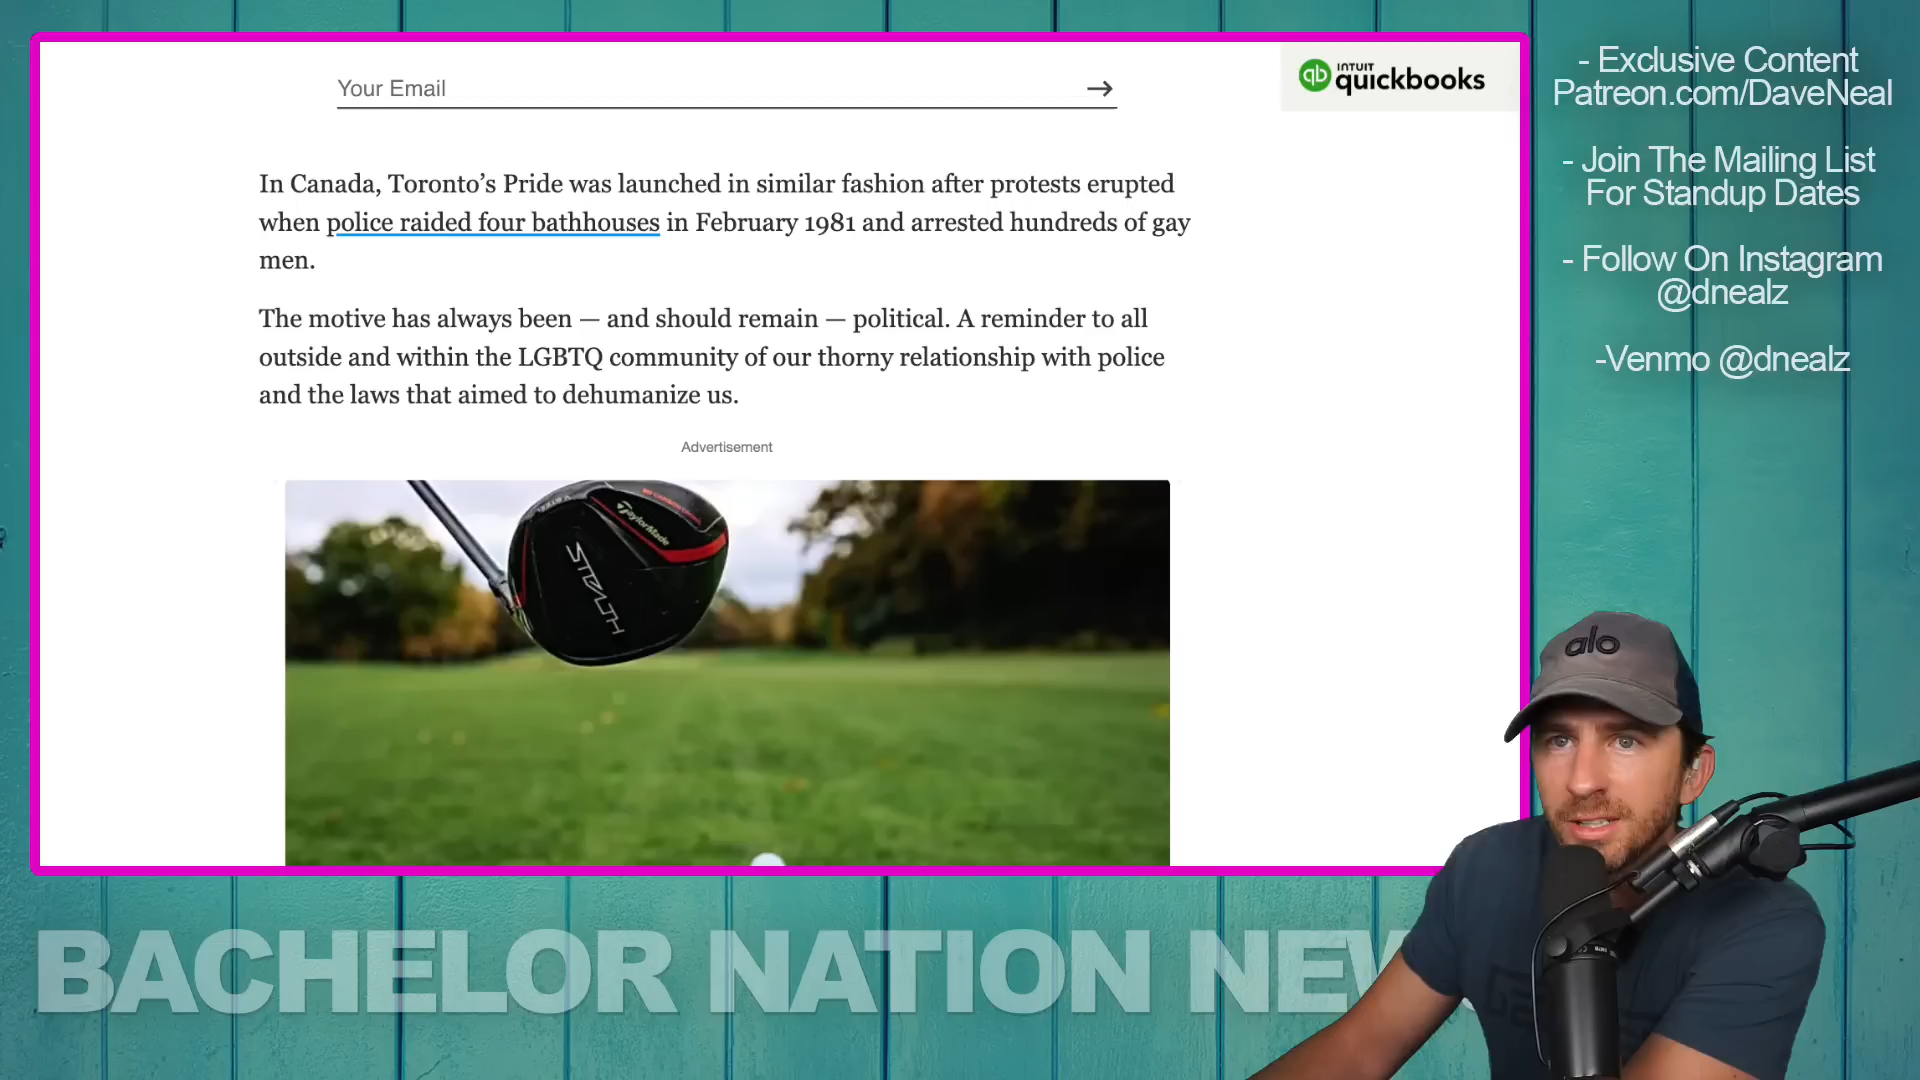 Your Email
INTUIT
qb quickbooks
In Canada, Toronto’s Pride was launched in similar fashion after protests erupted
when police raided four bathhouses in February 1981 and arrested hundreds of gay
men.
The motive has always been — and should remain — political. A reminder to all
outside and within the LGBTQ community of our thorny relationship with police
and the laws that aimed to dehumanize us.
Advertisement
TaylorMade
STEALTH
- Exclusive Content
Patreon.com/DaveNeal
- Join The Mailing List
For Standup Dates
- Follow On Instagram
@dnealz
-Venmo @dnealz
alo
BACHELOR NATION NEW